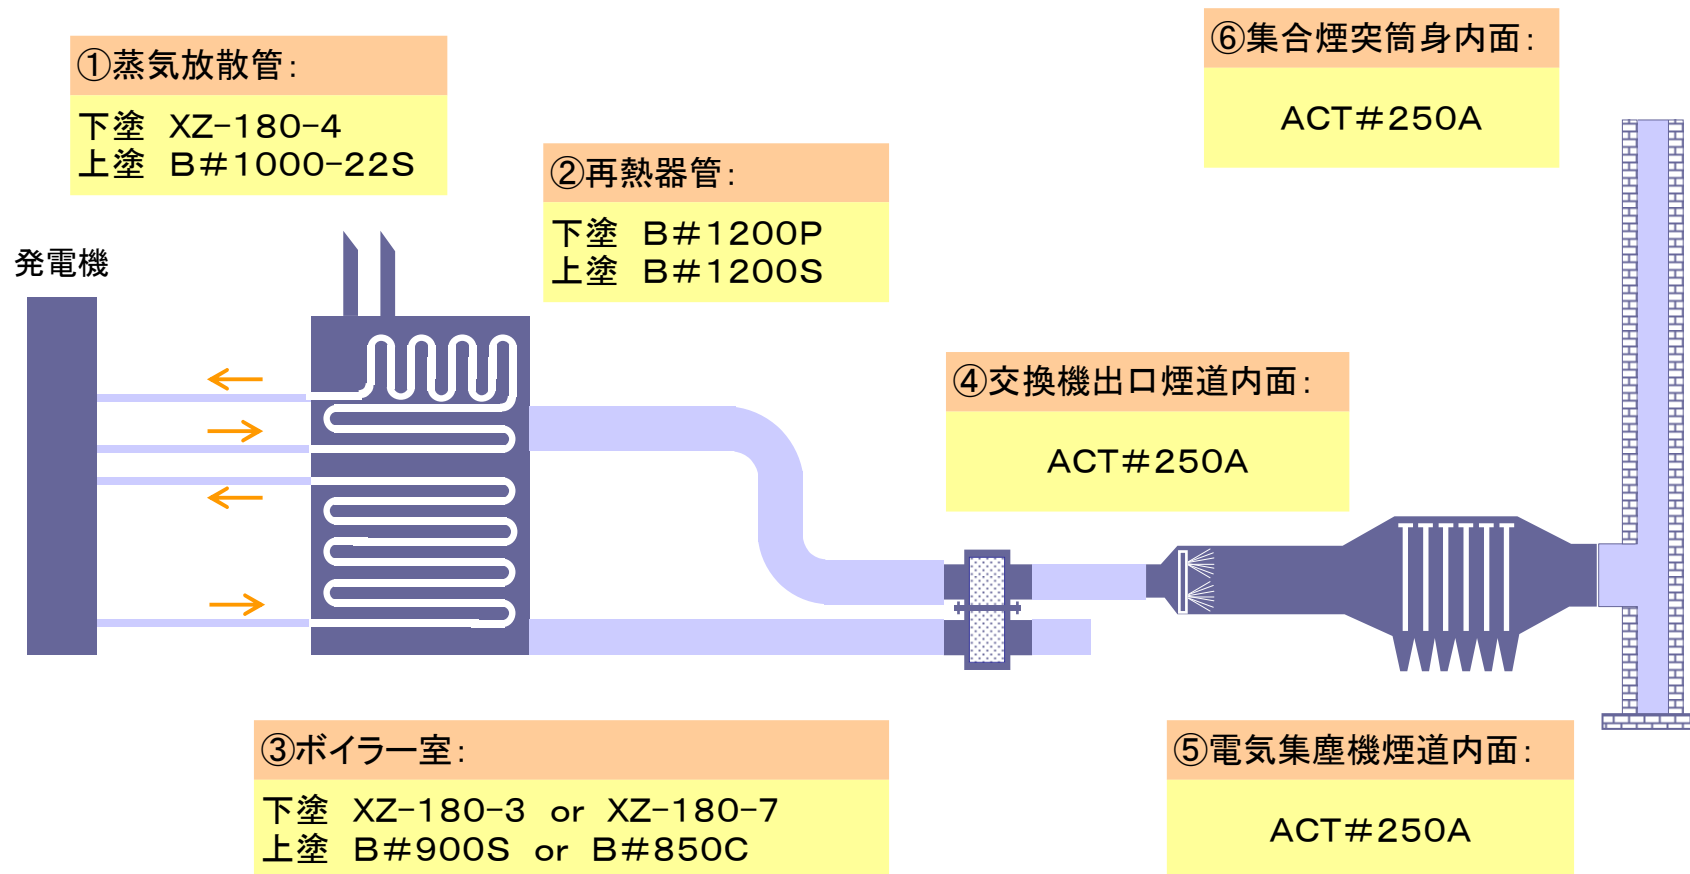 ①蒸気放散管:
下塗 XZ-180-4
上塗 B#1000-22S
②再熱器管:
下塗 B#1200P
上塗 B#1200S
発電機
③ボイラー室:
下塗 XZ-180-3 or XZ-180-7
上塗 B#900S or B#850C
④交換機出口煙道内面:
ACT#250A
⑤電気集塵機煙道内面:
ACT#250A
⑥集合煙突筒身内面:
ACT#250A